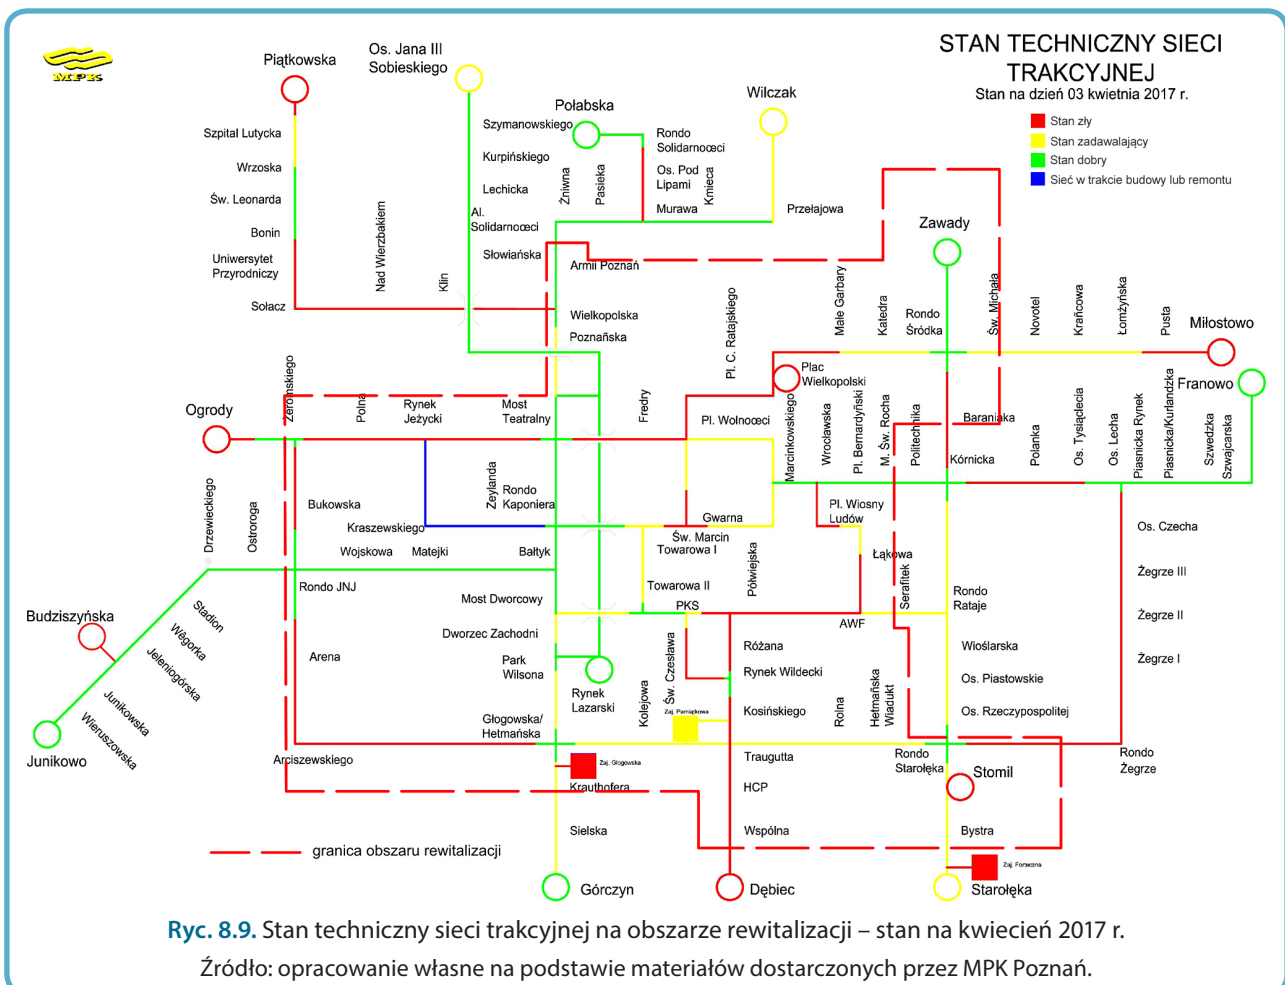 MPK
STAN TECHNICZNY SIECI
TRAKCYJNEJ
Stan na dzień 03 kwietnia 2017 r.
Stan zły
Stan zadawalający
Stan dobry
Sieć w trakcie budowy lub remontu
Piątkowska
Os. Jana III
Sobieskiego
Połabska
Wilczak
Szpital Lutycka
Wrzoska
Św. Leonarda
Bonin
Uniwersytet
Przyrodniczy
Sołacz
Nad Wierzbakiem
Klin
Szymanowskiego
Kurpińskiego
Lechicka
Al.
Solidarnœci
Słowiańska
Żniwna
Pasieka
Rondo
Solidarnoœci
Os. Pod
Lipami
Kmieca
Murawa
Przełajowa
Armii Poznań
Wielkopolska
Poznańska
Zawady
Pl. C. Ratajskiego
Małe Garbary
Katedra
Rondo
Śródka
Św. Michała
Novotel
Krańcowa
Łomżyńska
Pusta
Miłostowo
Franowo
Plac
Wielkopolski
Ogrody
Żeromskiego
Polna
Rynek
Jeżycki
Most
Teatralny
Fredry
Pl. Wolnoœci
Marcinkowskiego
Wrocławska
Pl. Bernardyński
M. Św. Rocha
Politechnika
Baraniaka
Kórnicka
Polanka
Os. Tysiąclecia
Os. Lecha
Piasnicka Rynek
Piasnicka/Kurlandzka
Szwedzka
Szwajcarska
Drzewieckiego
Ostroroga
Bukowska
Kraszewskiego
Wojskowa
Matejki
Zeylanda
Rondo
Kaponiera
Bałtyk
Gwarna
Św. Marcin
Towarowa I
Towarowa II
PKS
Półwiejska
Pl. Wiosny
Ludów
Łąkowa
Serafitek
AWF
Rondo
Rataje
Os. Czecha
Żegrze III
Żegrze II
Żegrze I
Rondo JNJ
Most Dworcowy
Dworzec Zachodni
Park
Wilsona
Rynek
Lazarski
Budziszyńska
Stadion
Wêgorka
Jeleniogórska
Junikowska
Wieruszowska
Junikowo
Arena
Arciszewskiego
Głogowska/
Hetmańska
Kolejowa
Św. Czesława
Zaj. Pamiątkowa
Różana
Rynek Wildecki
Kosińskiego
Traugutta
HCP
Wspólna
Rolna
Hetmańska
Wiadukt
Wioślarska
Os. Piastowskie
Os. Rzeczypospolitej
Rondo
Starołęka
Stomil
Rondo
Żegrze
Bystra
Zaj. Forteczna
Starołęka
Zaj. Głogowska
Krauthofera
Sielska
Górczyn
Dębiec
granica obszaru rewitalizacji
Ryc. 8.9. Stan techniczny sieci trakcyjnej na obszarze rewitalizacji – stan na kwiecień 2017 r.
Źródło: opracowanie własne na podstawie materiałów dostarczonych przez MPK Poznań.